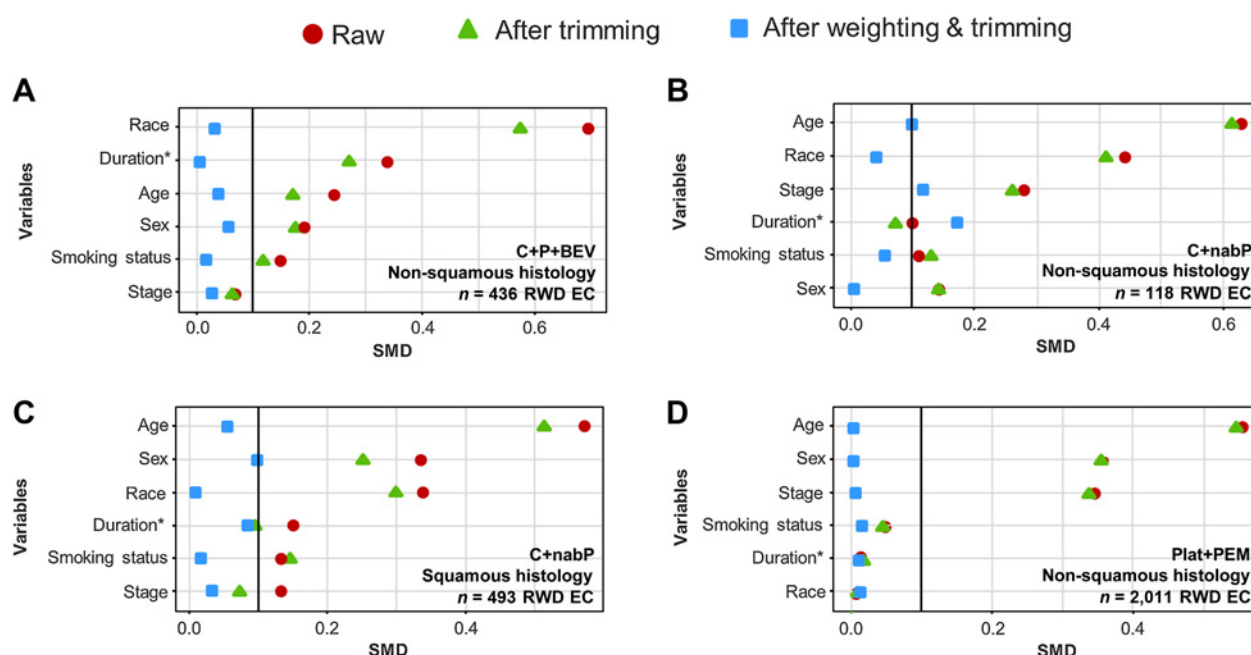 Raw
After trimming
After weighting & trimming
A
Variables
Race
Duration*
Age
Sex
Smoking status
Stage
C+P+BEV
Non-squamous histology
n = 436 RWD EC
0.0
0.2
0.4
0.6
SMD
B
Variables
Age
Race
Stage
Duration*
Smoking status
Sex
C+nabP
Non-squamous histology
n = 118 RWD EC
0.0
0.2
0.4
0.6
SMD
C
Variables
Age
Sex
Race
Duration*
Smoking status
Stage
C+nabP
Squamous histology
n = 493 RWD EC
0.0
0.2
0.4
SMD
D
Variables
Age
Sex
Stage
Smoking status
Duration*
Race
Plat+PEM
Non-squamous histology
n = 2,011 RWD EC
0.0
0.2
0.4
SMD